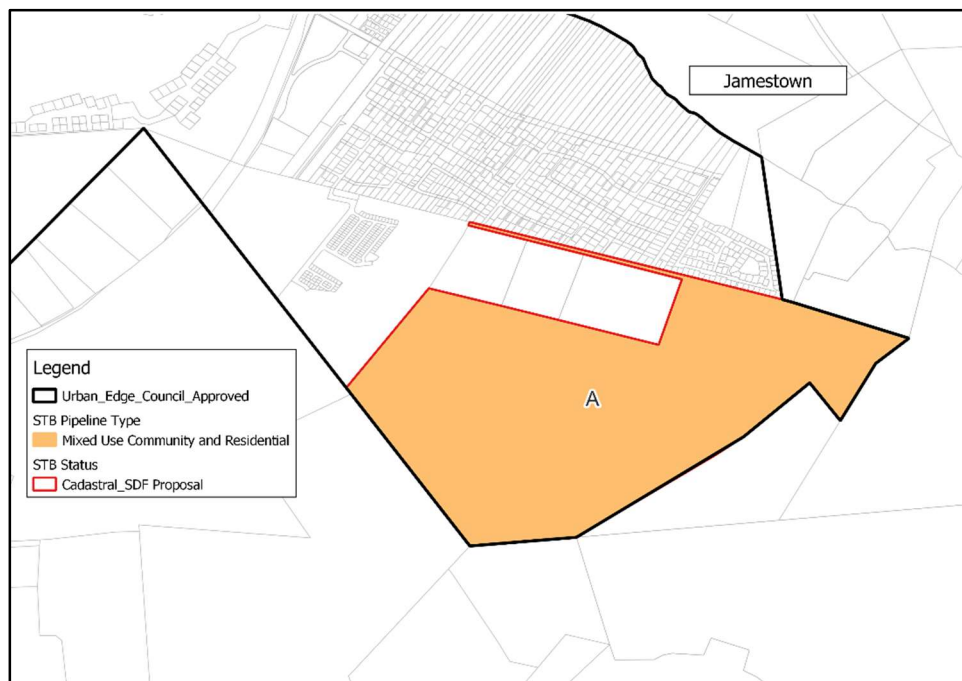 Jamestown
A
Legend
Urban_Edge_Council_Approved
STB Pipeline Type
Mixed Use Community and Residential
STB Status
Cadastral_SDF Proposal